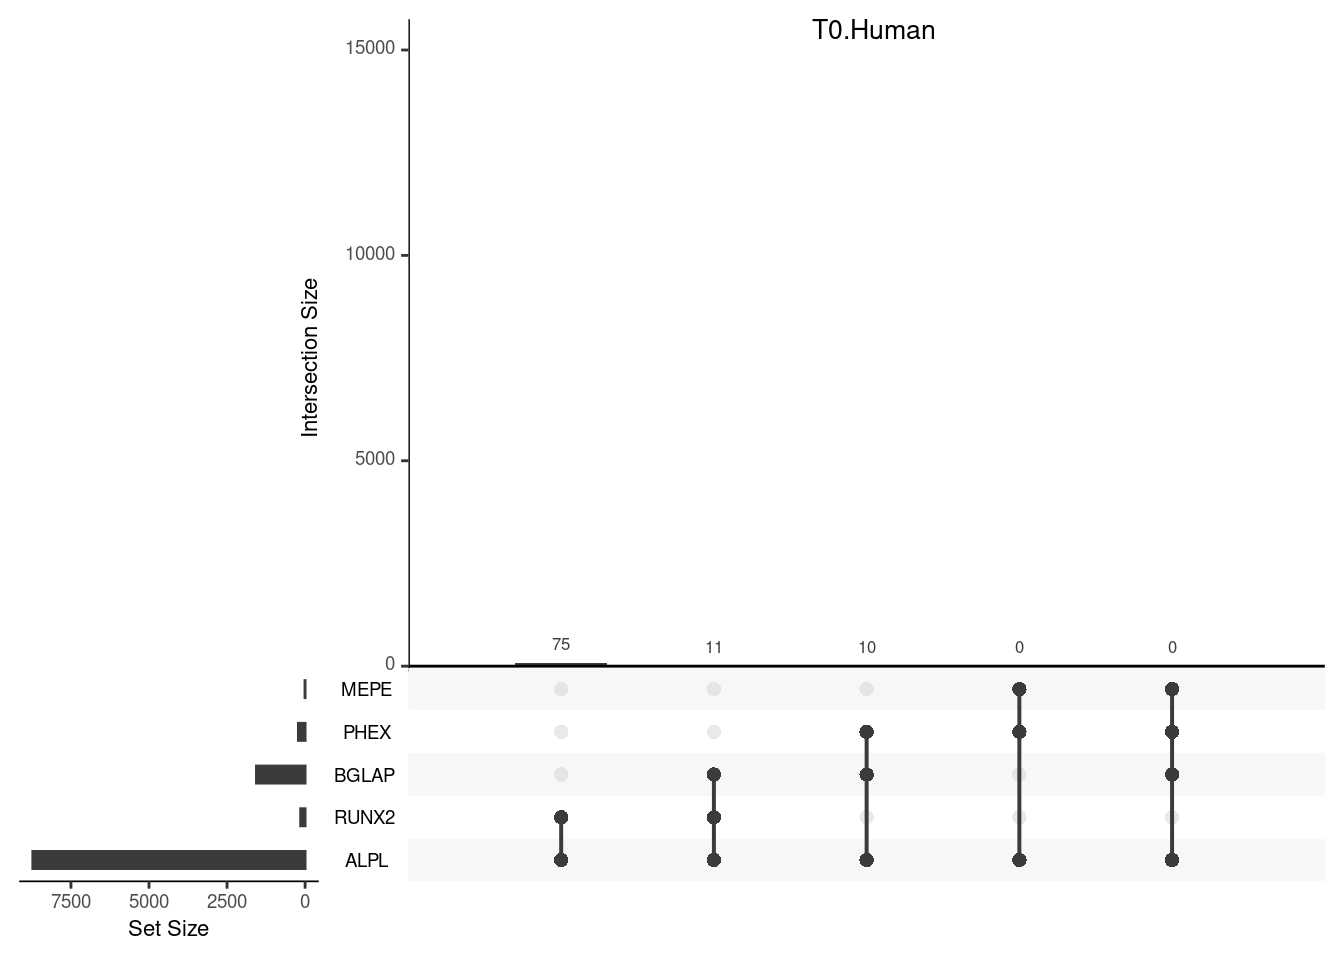 T0.Human
15000
10000
5000
0
Intersection Size
75
11
10
0
0
MEPE
PHEX
BGLAP
RUNX2
ALPL
7500 5000 2500 0
Set Size